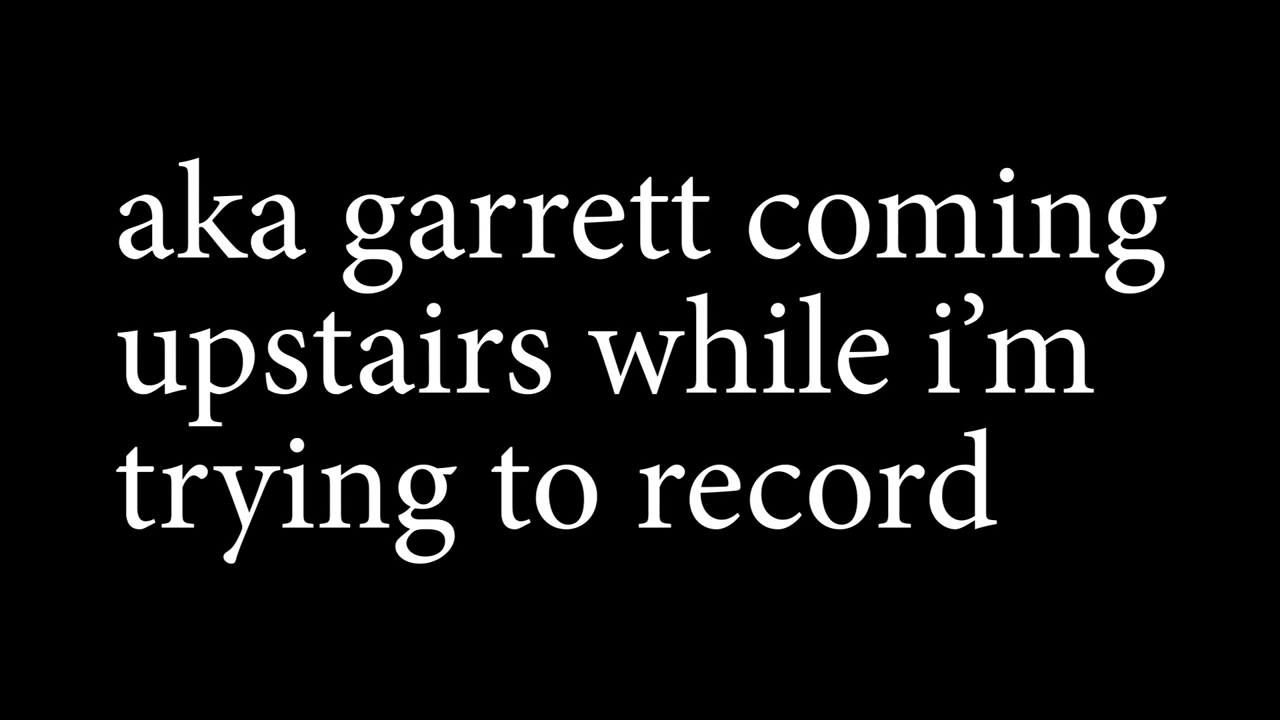 aka garrett coming
upstairs while i’m
trying to record